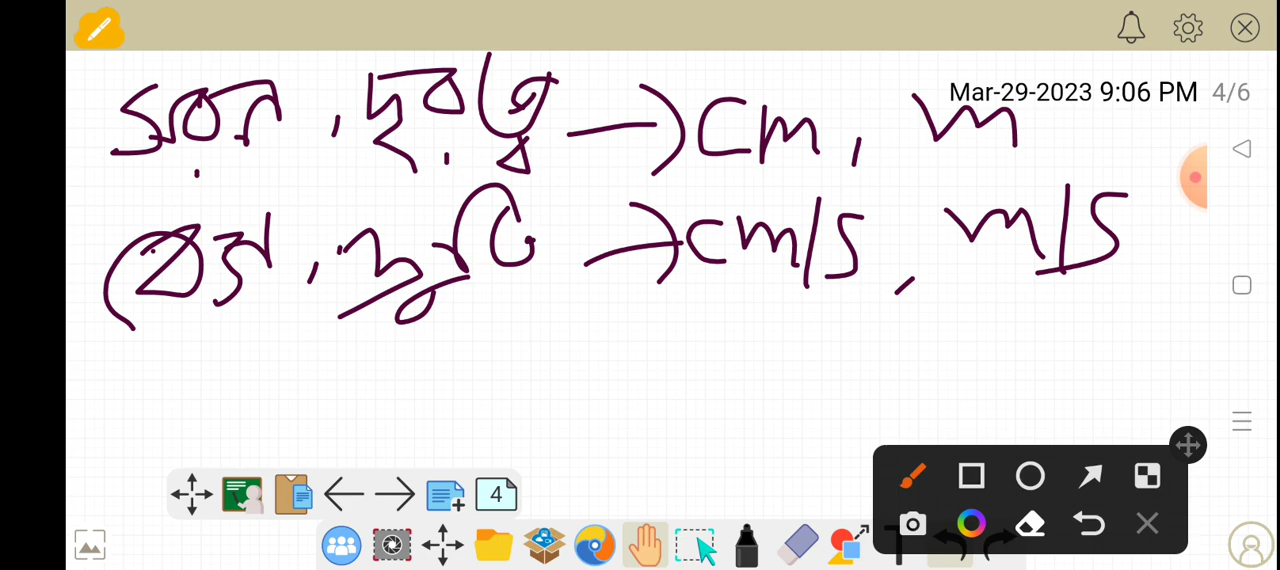 Mar-29-2023 9:06 PM 4/6
সরণ, দূরত্ব → cm, m
বেগ, দ্রুতি → cm/s, m/s
4
T